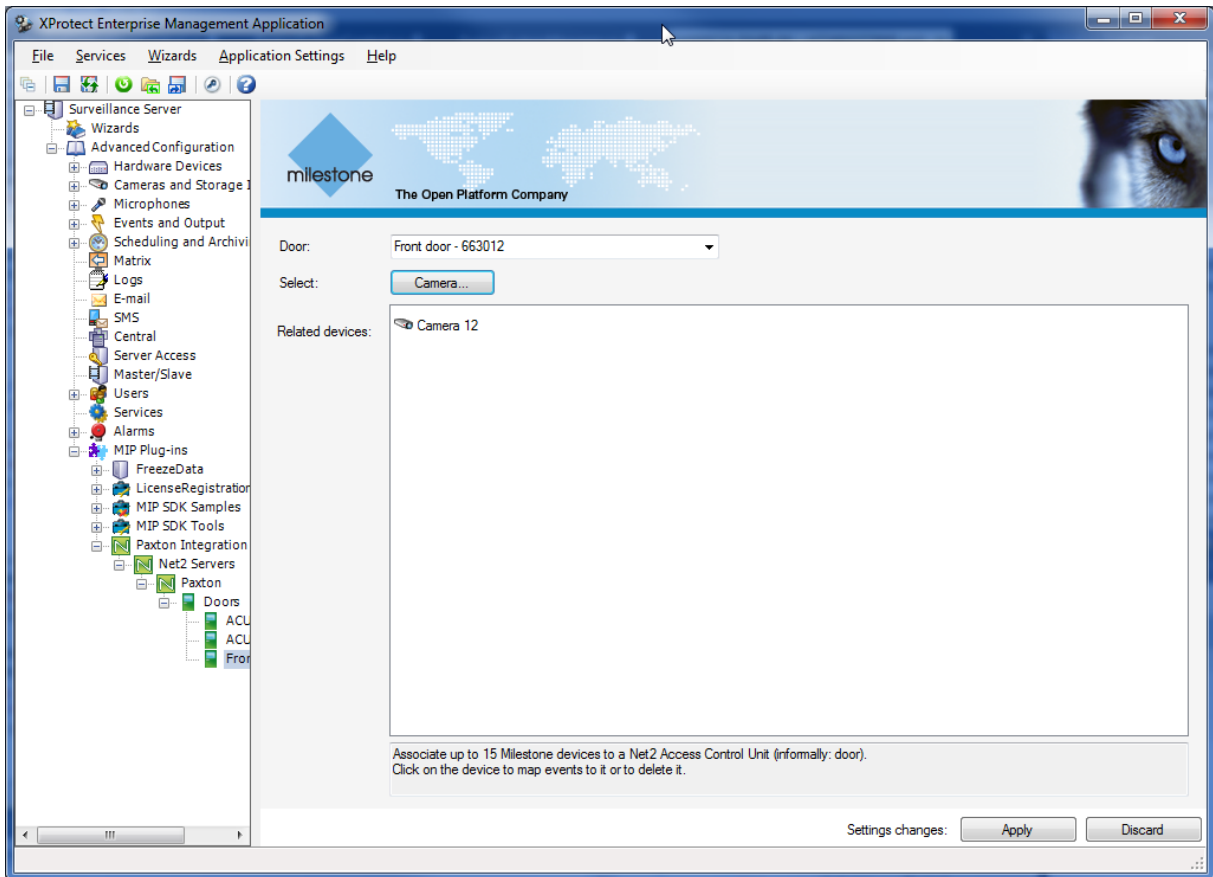 XProtect Enterprise Management Application
File Services Wizards Application Settings Help
Surveillance Server
Wizards
Advanced Configuration
Hardware Devices
Cameras and Storage I
Microphones
Events and Output
Scheduling and Archivi
Matrix
Logs
E-mail
SMS
Central
Server Access
Master/Slave
Users
Services
Alarms
MIP Plug-ins
FreezeData
LicenseRegistration
MIP SDK Samples
MIP SDK Tools
Paxton Integration
Net2 Servers
Paxton
Doors
ACU
ACU
Fror
milestone
The Open Platform Company
Door: Front door - 663012
Select: Camera...
Related devices: Camera 12
Associate up to 15 Milestone devices to a Net2 Access Control Unit (informally: door).
Click on the device to map events to it or to delete it.
Settings changes: Apply Discard